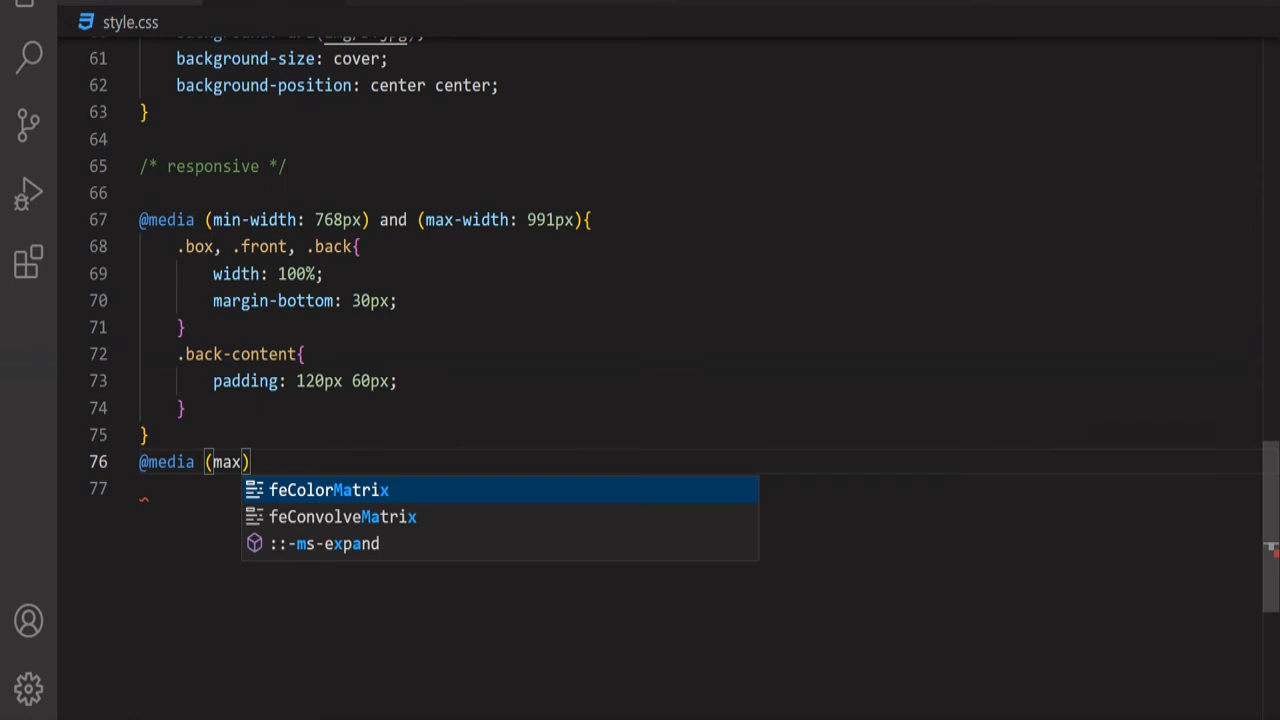 style.css
61 background-size: cover;
62 background-position: center center;
63 }
64
65 /* responsive */
66
67 @media (min-width: 768px) and (max-width: 991px){
68 .box, .front, .back{
69 width: 100%;
70 margin-bottom: 30px;
71 }
72 .back-content{
73 padding: 120px 60px;
74 }
75 }
76 @media (max)
77
feColorMatrix
feConvolveMatrix
::-ms-expand